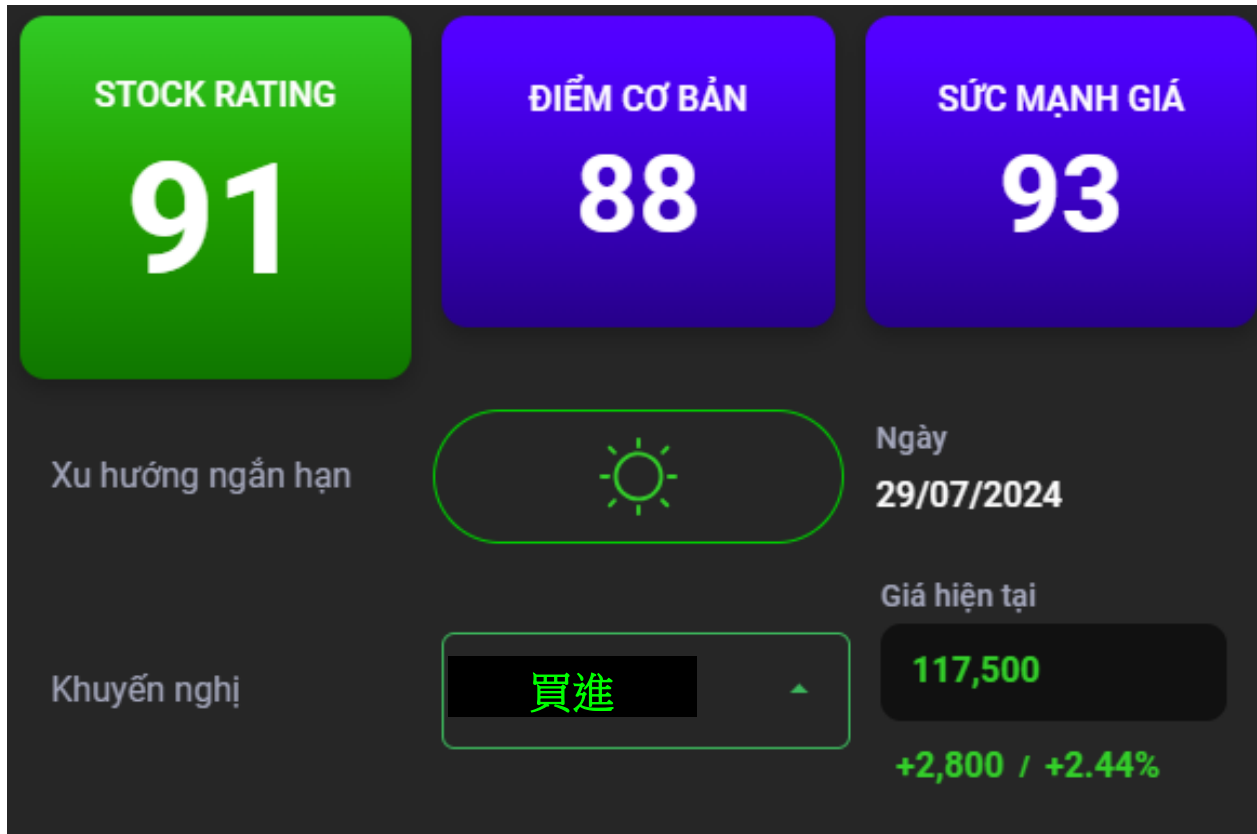 STOCK RATING
91
ĐIỂM CƠ BẢN
88
SỨC MẠNH GIÁ
93
Xu hướng ngắn hạn
Ngày
29/07/2024
Khuyến nghị
買進
Giá hiện tại
117,500
+2,800 / +2.44%